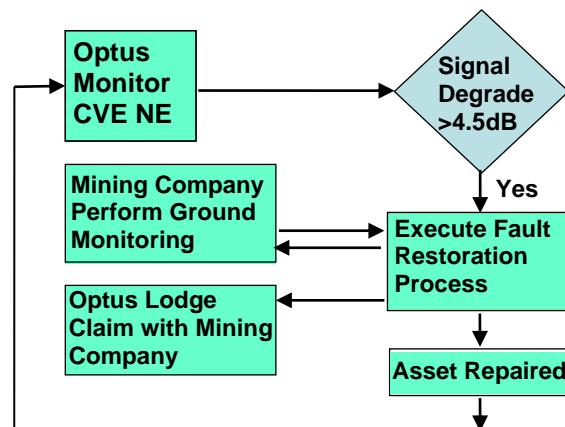 Optus
Monitor
CVE NE
Signal
Degrade
>4.5dB
Yes
Mining Company
Perform Ground
Monitoring
Execute Fault
Restoration
Process
Optus Lodge
Claim with Mining
Company
Asset Repaired